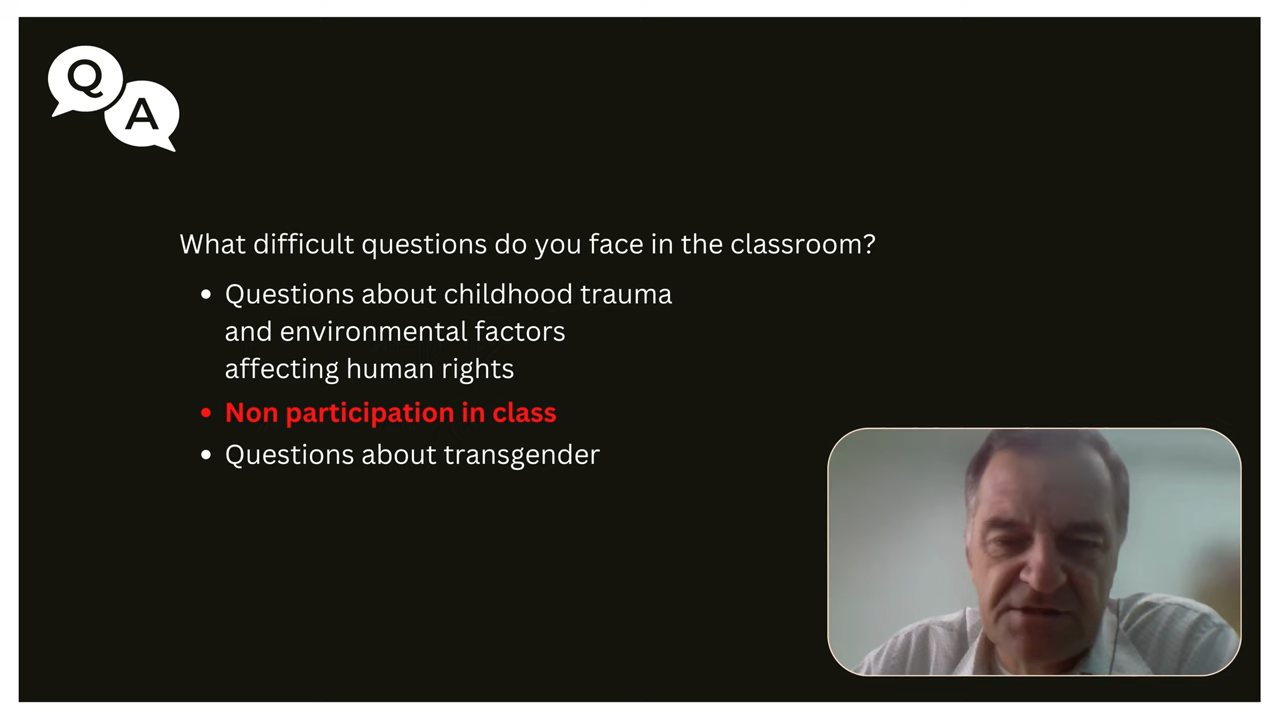 Q
A
What difficult questions do you face in the classroom?
• Questions about childhood trauma
and environmental factors
affecting human rights
• Non participation in class
• Questions about transgender